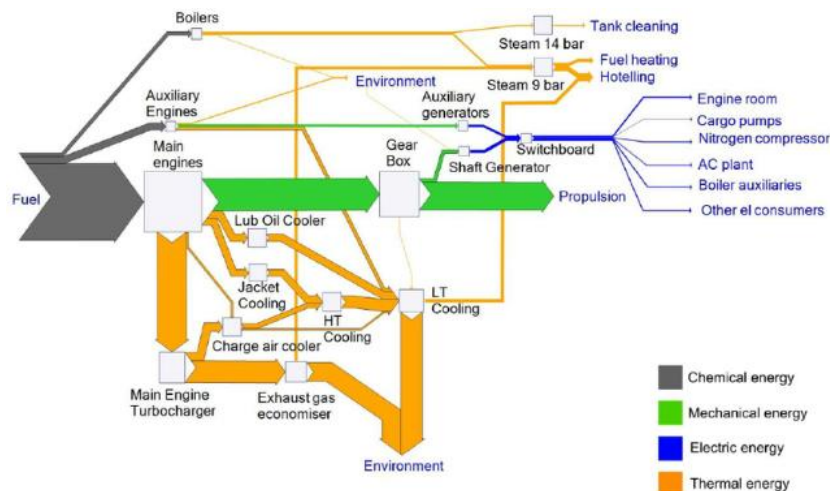 Boilers
Tank cleaning
Steam 14 bar
Fuel heating
Hotelling
Steam 9 bar
Environment
Auxiliary
Engines
Auxiliary
generators
Engine room
Cargo pumps
Nitrogen compressor
AC plant
Boiler auxiliaries
Other el consumers
Switchboard
Main
engines
Gear
Box
Shaft Generator
Fuel
Propulsion
Lub Oil Cooler
Jacket
Cooling
HT
Cooling
LT
Cooling
Charge air cooler
Main Engine
Turbocharger
Exhaust gas
economiser
Environment
Chemical energy
Mechanical energy
Electric energy
Thermal energy